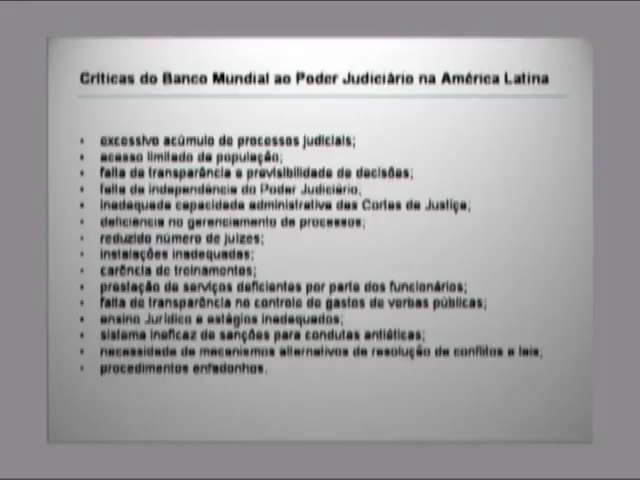 Críticas do Banco Mundial ao Poder Judiciário na América Latina
• excessivo acúmulo de processos judiciais;
• acesso limitado da população;
• falta de transparência e previsibilidade de decisões;
• falta de independência do Poder Judiciário,
• inadequada capacidade administrativa das Cortes de Justiça;
• deficiência no gerenciamento de processos;
• reduzido número de juízes;
• instalações inadequadas;
• carência de treinamentos;
• prestação de serviços deficientes por parte dos funcionários;
• falta de transparência no controle de gastos de verbas públicas;
• ensino Jurídico e estágios inadequados;
• sistema ineficaz de sanções para condutas antiéticas;
• necessidade de mecanismos alternativos de resolução de conflitos e leis,
• procedimentos enfadonhos.